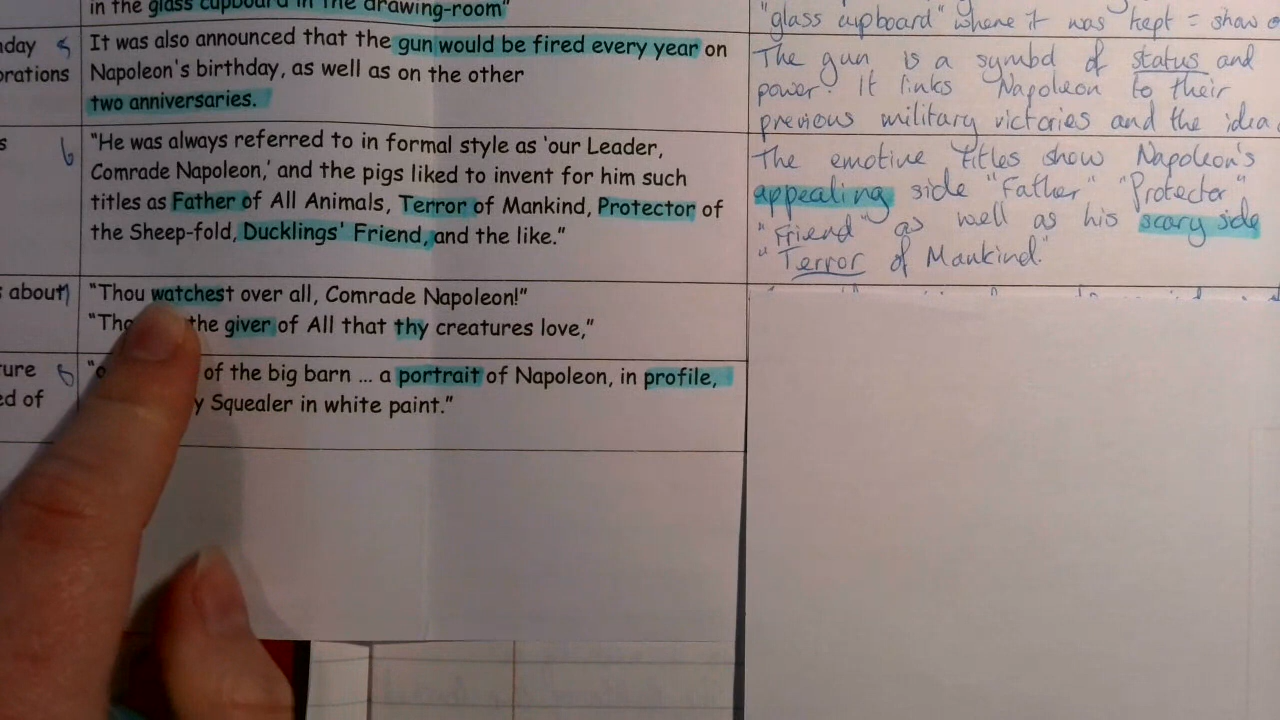 in the glass cupboard in the drawing-room"
"glass cupboard" where it was kept = show
nday 5
brations
It was also announced that the gun would be fired every year on
Napoleon's birthday, as well as on the other
two anniversaries.
The gun is a symbol of status and
power. It links Napoleon to their
previous military victories and the idea
s 6
"He was always referred to in formal style as 'our Leader,
Comrade Napoleon,' and the pigs liked to invent for him such
titles as Father of All Animals, Terror of Mankind, Protector of
the Sheep-fold, Ducklings' Friend, and the like."
The emotive titles show Napoleon's
appealing side "Father" "Protector"
"Friend" as well as his scary side
"Terror of Mankind."
s about
"Thou watchest over all, Comrade Napoleon!"
the giver of All that thy creatures love,"
ture
ed of
of the big barn ... a portrait of Napoleon, in profile,
y Squealer in white paint."